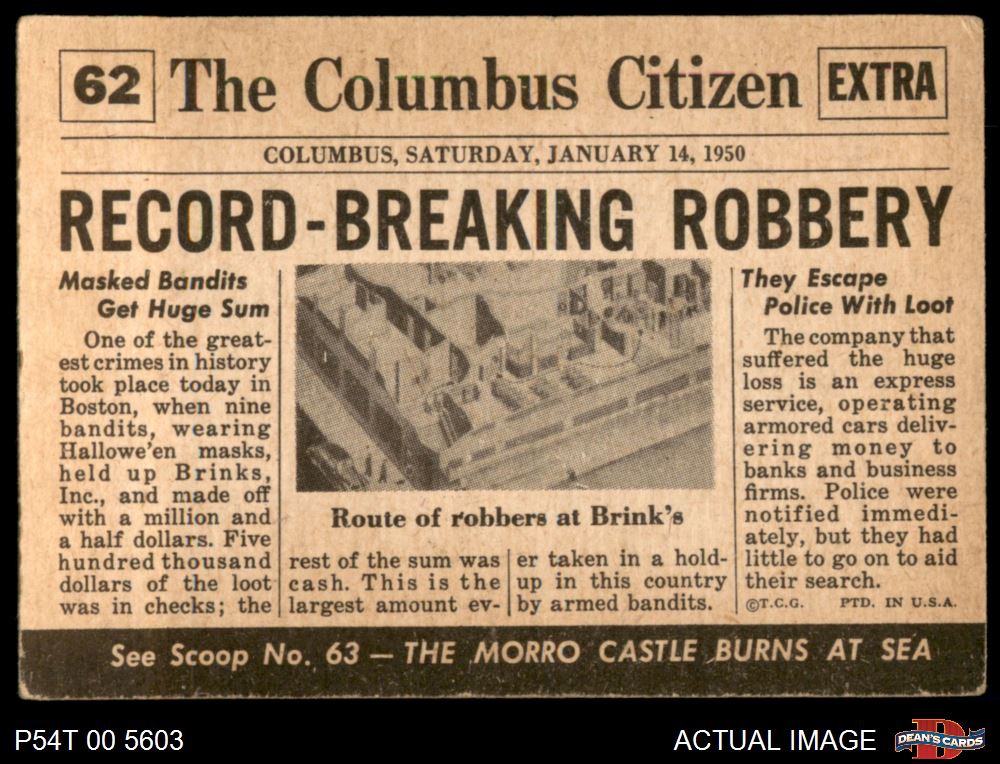 62 The Columbus Citizen EXTRA
COLUMBUS, SATURDAY, JANUARY 14, 1950
RECORD-BREAKING ROBBERY
Masked Bandits
Get Huge Sum
One of the great-
est crimes in history
took place today in
Boston, when nine
bandits, wearing
Hallowe'en masks,
held up Brinks,
Inc., and made off
with a million and
a half dollars. Five
hundred thousand
dollars of the loot
was in checks; the
Route of robbers at Brink's
rest of the sum was
cash. This is the
largest amount ev-
er taken in a hold-
up in this country
by armed bandits.
They Escape
Police With Loot
The company that
suffered the huge
loss is an express
service, operating
armored cars deliv-
ering money to
banks and business
firms. Police were
notified immedi-
ately, but they had
little to go on to aid
their search.
©T.C.G. PTD. IN U.S.A.
See Scoop No. 63 — THE MORRO CASTLE BURNS AT SEA
P54T 00 5603
ACTUAL IMAGE
DEAN'S CARDS